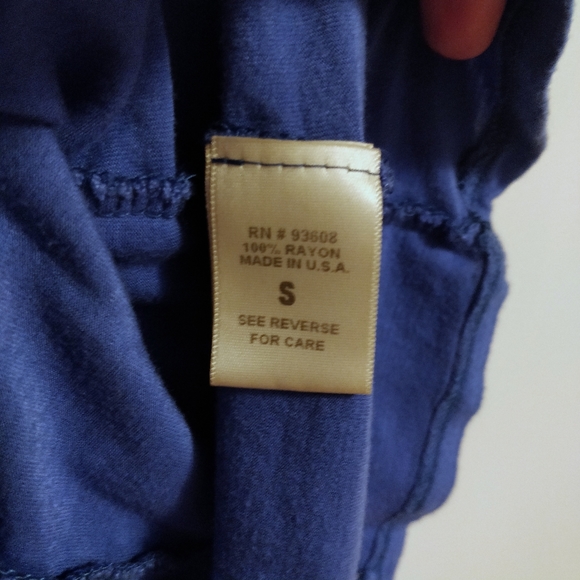 RN # 93608
100% RAYON
MADE IN U.S.A.
S
SEE REVERSE
FOR CARE